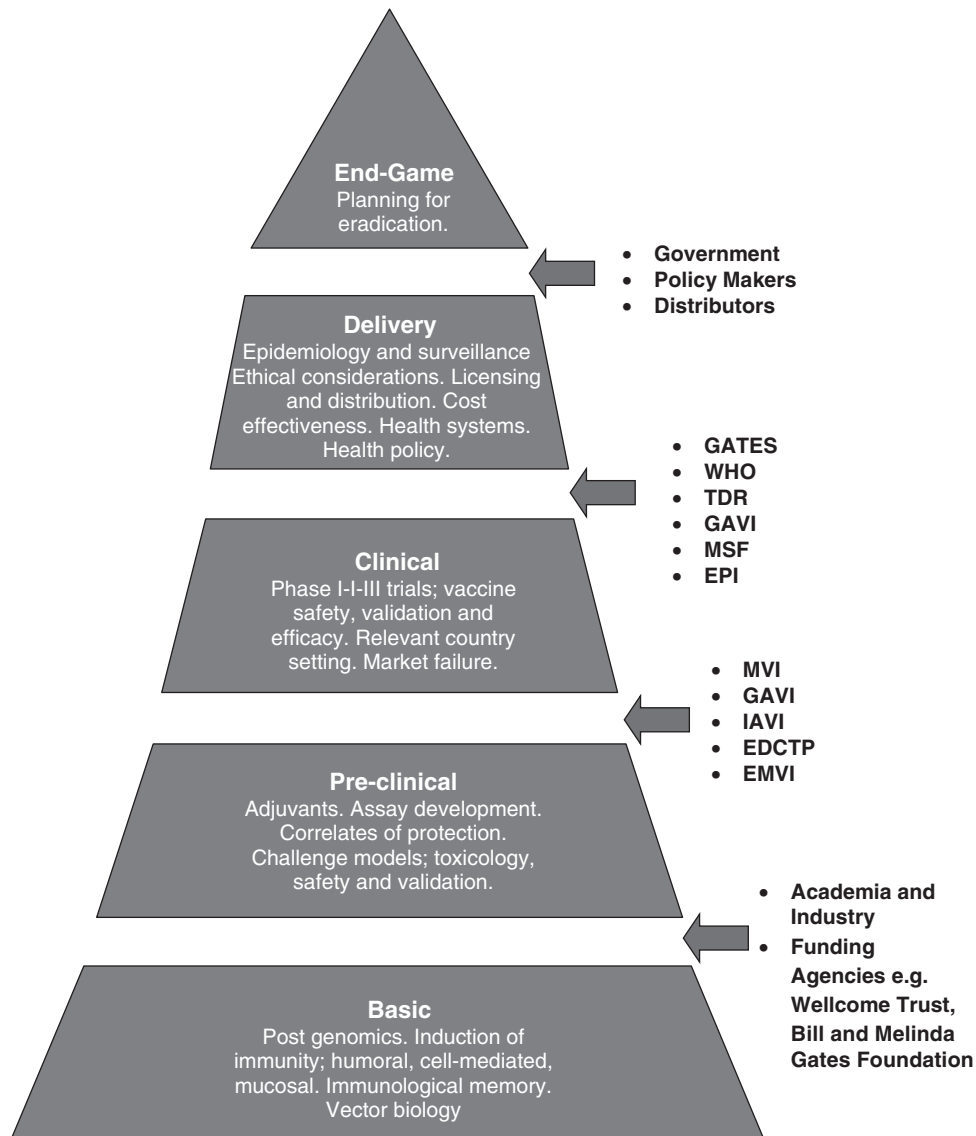 End-Game
Planning for
eradication.
• Government
• Policy Makers
• Distributors
Delivery
Epidemiology and surveillance
Ethical considerations. Licensing
and distribution. Cost
effectiveness. Health systems.
Health policy.
• GATES
• WHO
• TDR
• GAVI
• MSF
• EPI
Clinical
Phase I-I-III trials; vaccine
safety, validation and
efficacy. Relevant country
setting. Market failure.
• MVI
• GAVI
• IAVI
• EDCTP
• EMVI
Pre-clinical
Adjuvants. Assay development.
Correlates of protection.
Challenge models; toxicology,
safety and validation.
• Academia and
Industry
• Funding
Agencies e.g.
Wellcome Trust,
Bill and Melinda
Gates Foundation
Basic
Post genomics. Induction of
immunity; humoral, cell-mediated,
mucosal. Immunological memory.
Vector biology